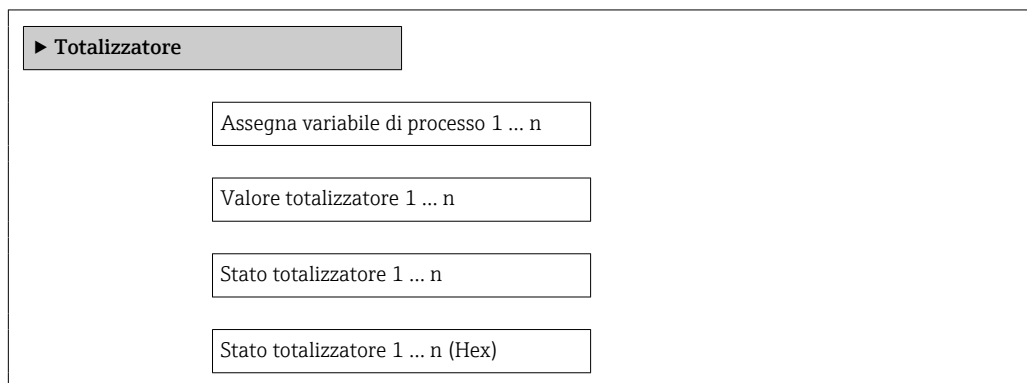 ▶ Totalizzatore
Assegna variabile di processo 1 … n
Valore totalizzatore 1 … n
Stato totalizzatore 1 … n
Stato totalizzatore 1 … n (Hex)